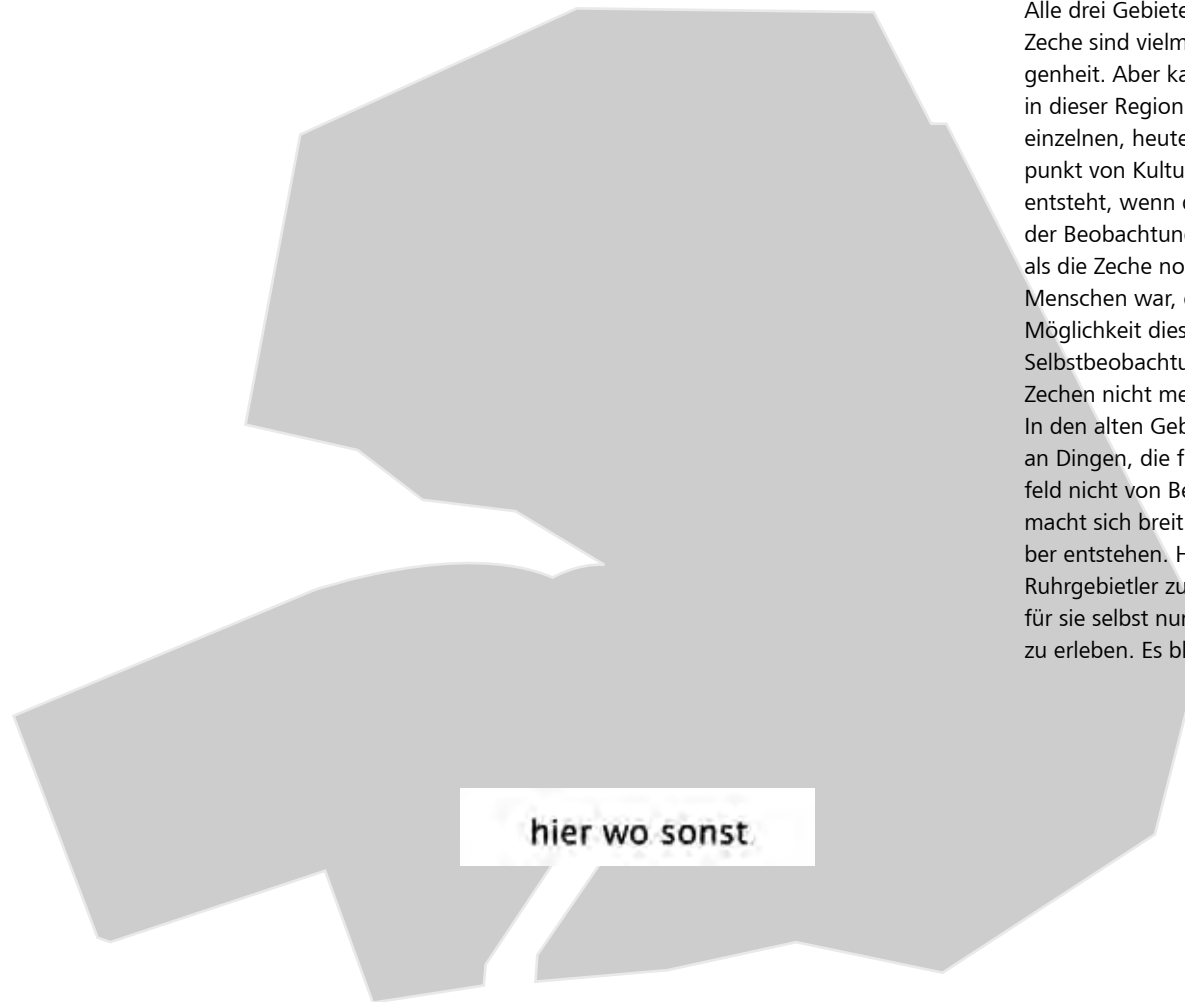 Alle drei Gebiete
Zeche sind vielm
genheit. Aber ka
in dieser Region
einzelnen, heute
punkt von Kultu
entsteht, wenn
der Beobachtung
als die Zeche no
Menschen war,
Möglichkeit dies
Selbstbeobachtu
Zechen nicht me
In den alten Geb
an Dingen, die f
feld nicht von Be
macht sich breit
ber entstehen. H
Ruhrgebietler zu
für sie selbst nur
zu erleben. Es bl
hier wo sonst